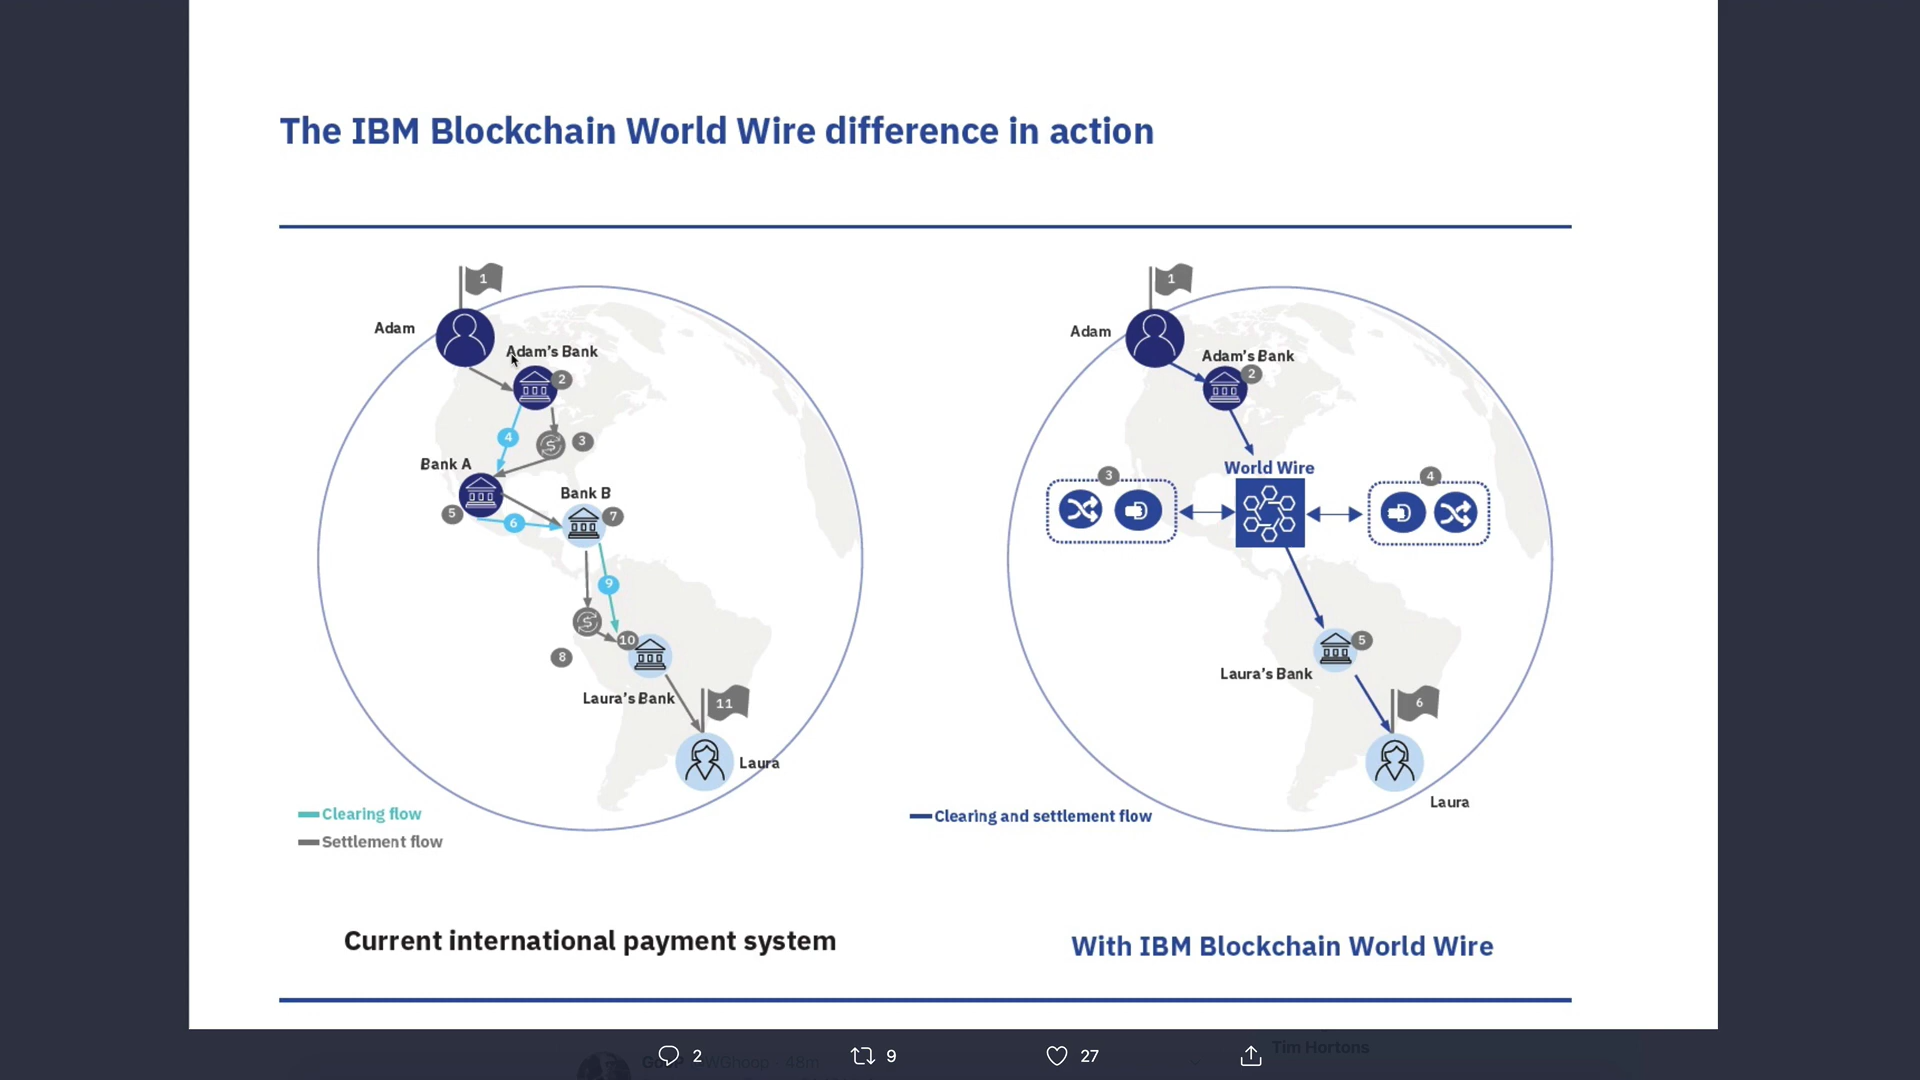 The IBM Blockchain World Wire difference in action
1
Adam
Adam's Bank
2
4
3
Bank A
Bank B
5
6
7
9
10
8
Laura's Bank
11
Laura
Clearing flow
Settlement flow
Current international payment system
1
Adam
Adam's Bank
2
World Wire
3
4
5
Laura's Bank
6
Laura
Clearing and settlement flow
With IBM Blockchain World Wire
2
9
27
Tim Hortons